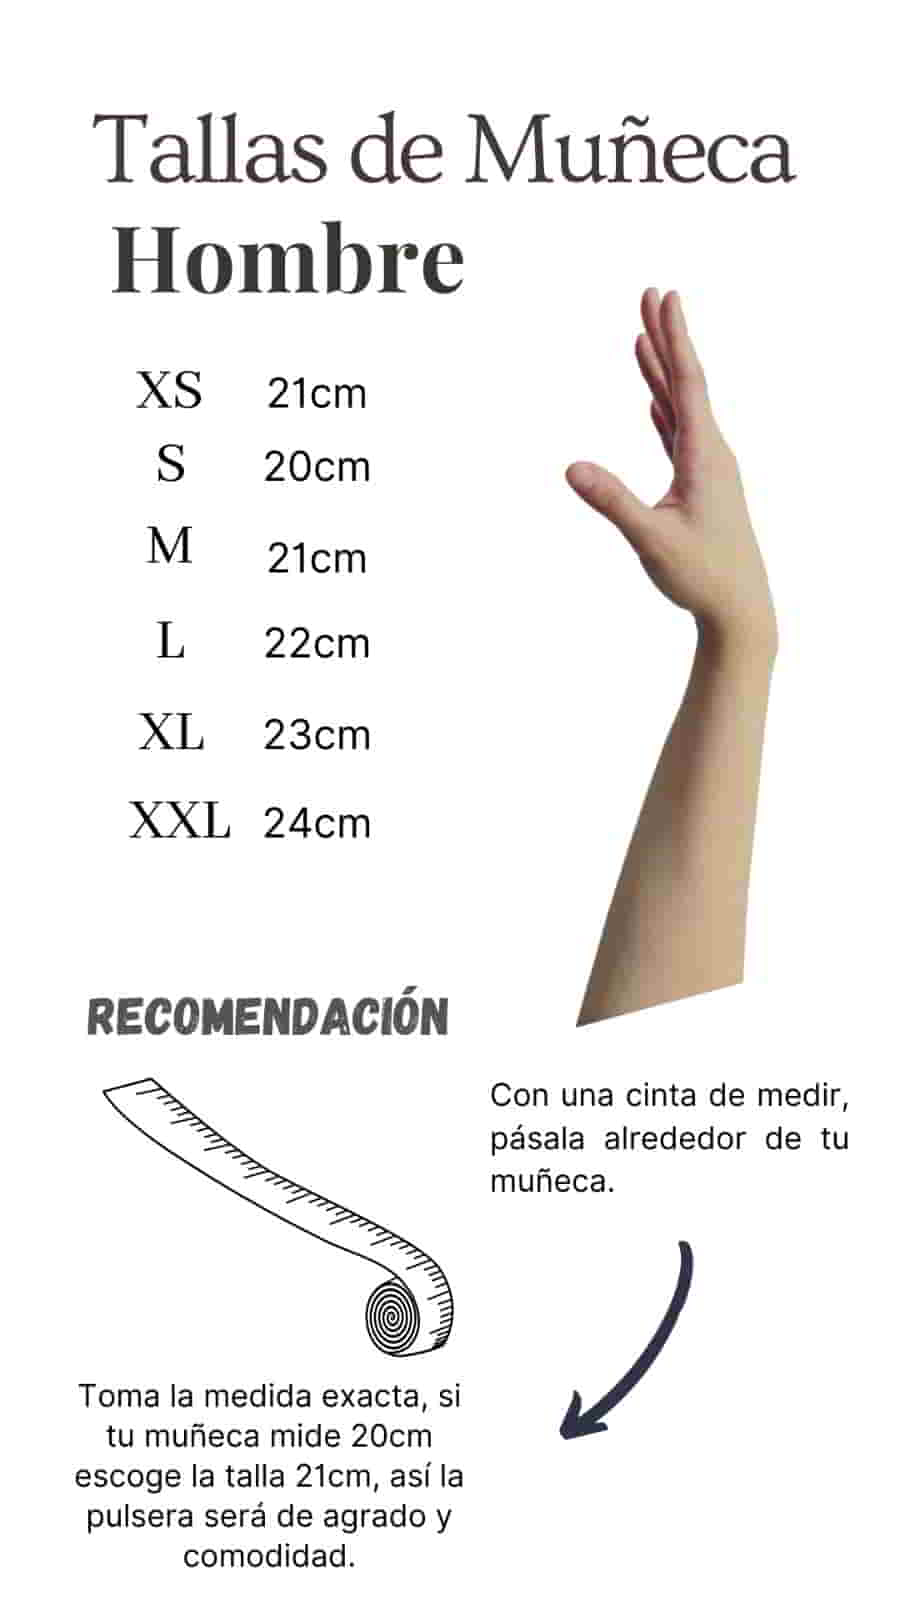 Tallas de Muñeca
Hombre
XS 21cm
S 20cm
M 21cm
L 22cm
XL 23cm
XXL 24cm
RECOMENDACIÓN
Con una cinta de medir,
pásala alrededor de tu
muñeca.
Toma la medida exacta, si
tu muñeca mide 20cm
escoge la talla 21cm, así la
pulsera será de agrado y
comodidad.